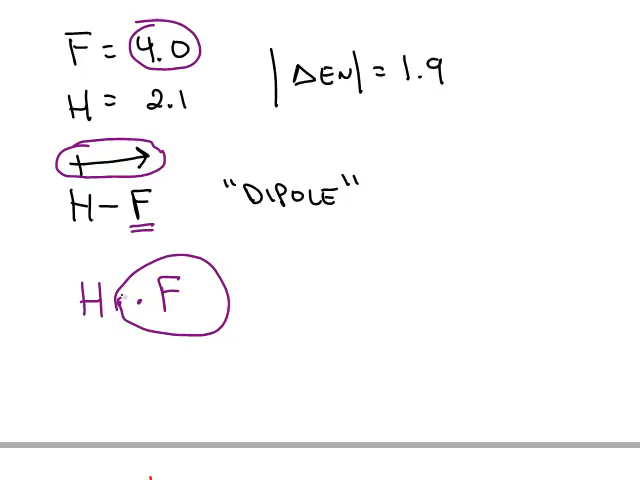 F = 4.0
|ΔEN| = 1.9
H = 2.1
H – F
"DIPOLE"
H · · F